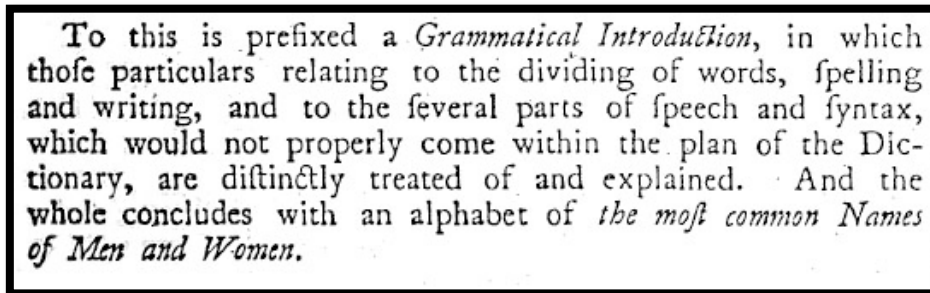 To this is prefixed a Grammatical Introduction, in which
thoſe particulars relating to the dividing of words, ſpelling
and writing, and to the ſeveral parts of ſpeech and ſyntax,
which would not properly come within the plan of the Dic-
tionary, are diſtinctly treated of and explained. And the
whole concludes with an alphabet of the moſt common Names
of Men and Women.